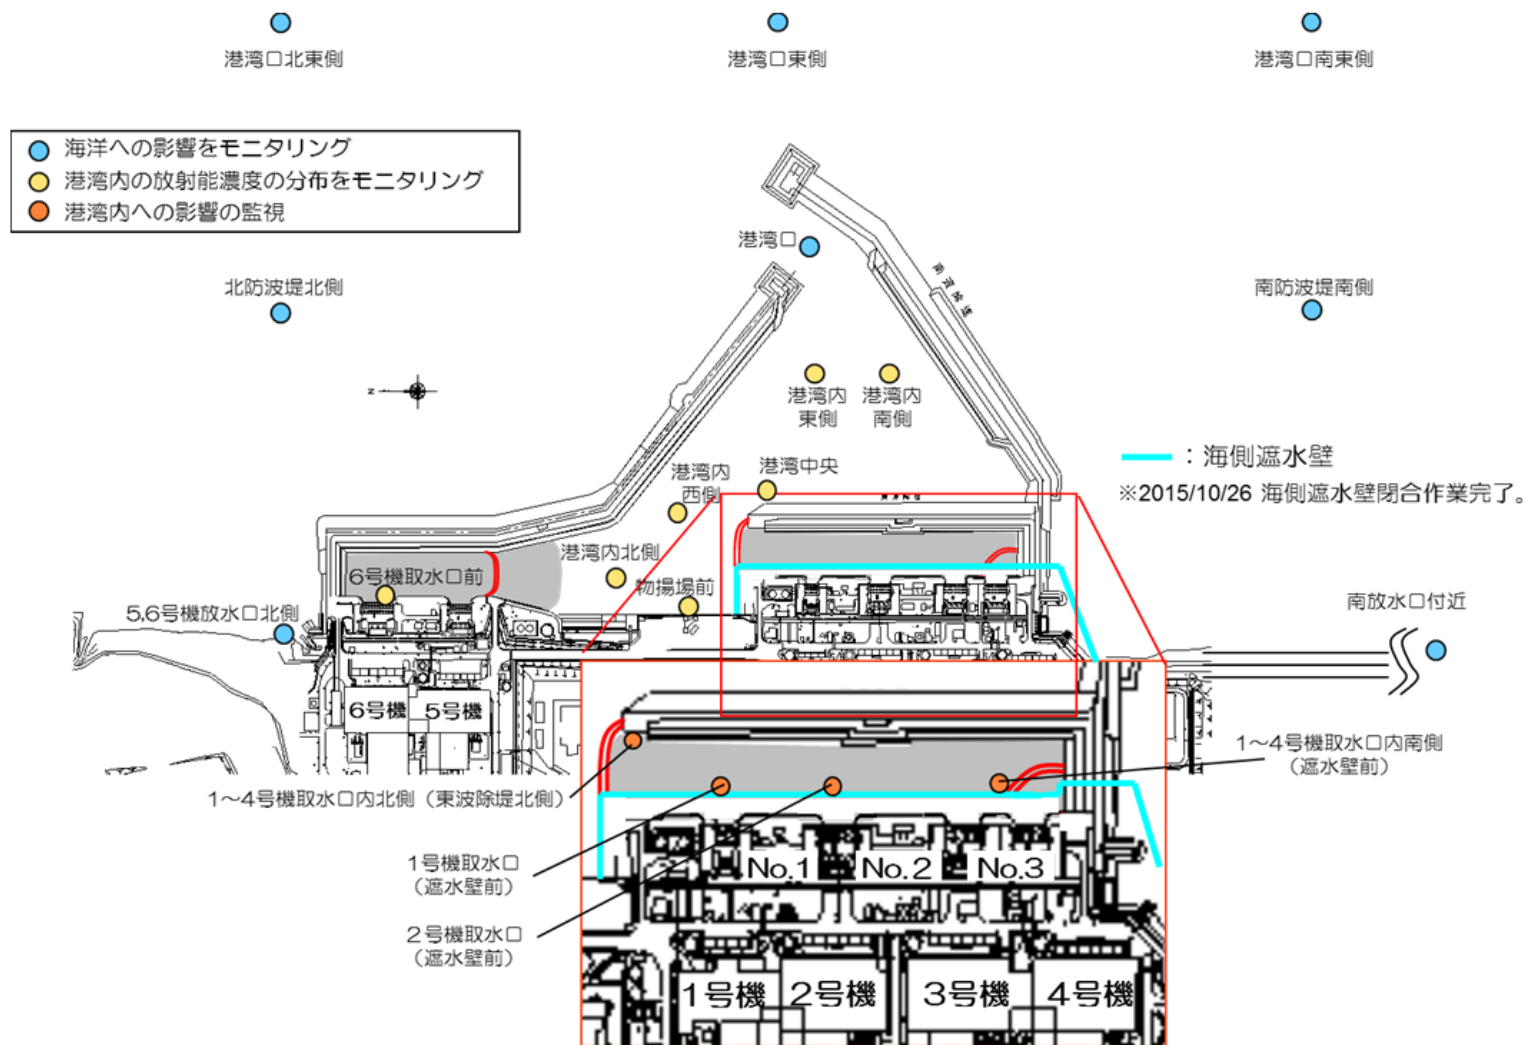 港湾口北東側
港湾口東側
港湾口南東側
海洋への影響をモニタリング
港湾内の放射能濃度の分布をモニタリング
港湾内への影響の監視
港湾口
北防波堤北側
南防波堤南側
N
港湾内
東側
港湾内
南側
：海側遮水壁
※2015/10/26 海側遮水壁閉合作業完了。
港湾中央
港湾内
西側
港湾内北側
物揚場前
6号機取水口前
5,6号機放水口北側
南放水口付近
6号機
5号機
1～4号機取水口内南側
（遮水壁前）
1～4号機取水口内北側（東波除堤北側）
1号機取水口
（遮水壁前）
2号機取水口
（遮水壁前）
No.1
No.2
No.3
1号機
2号機
3号機
4号機